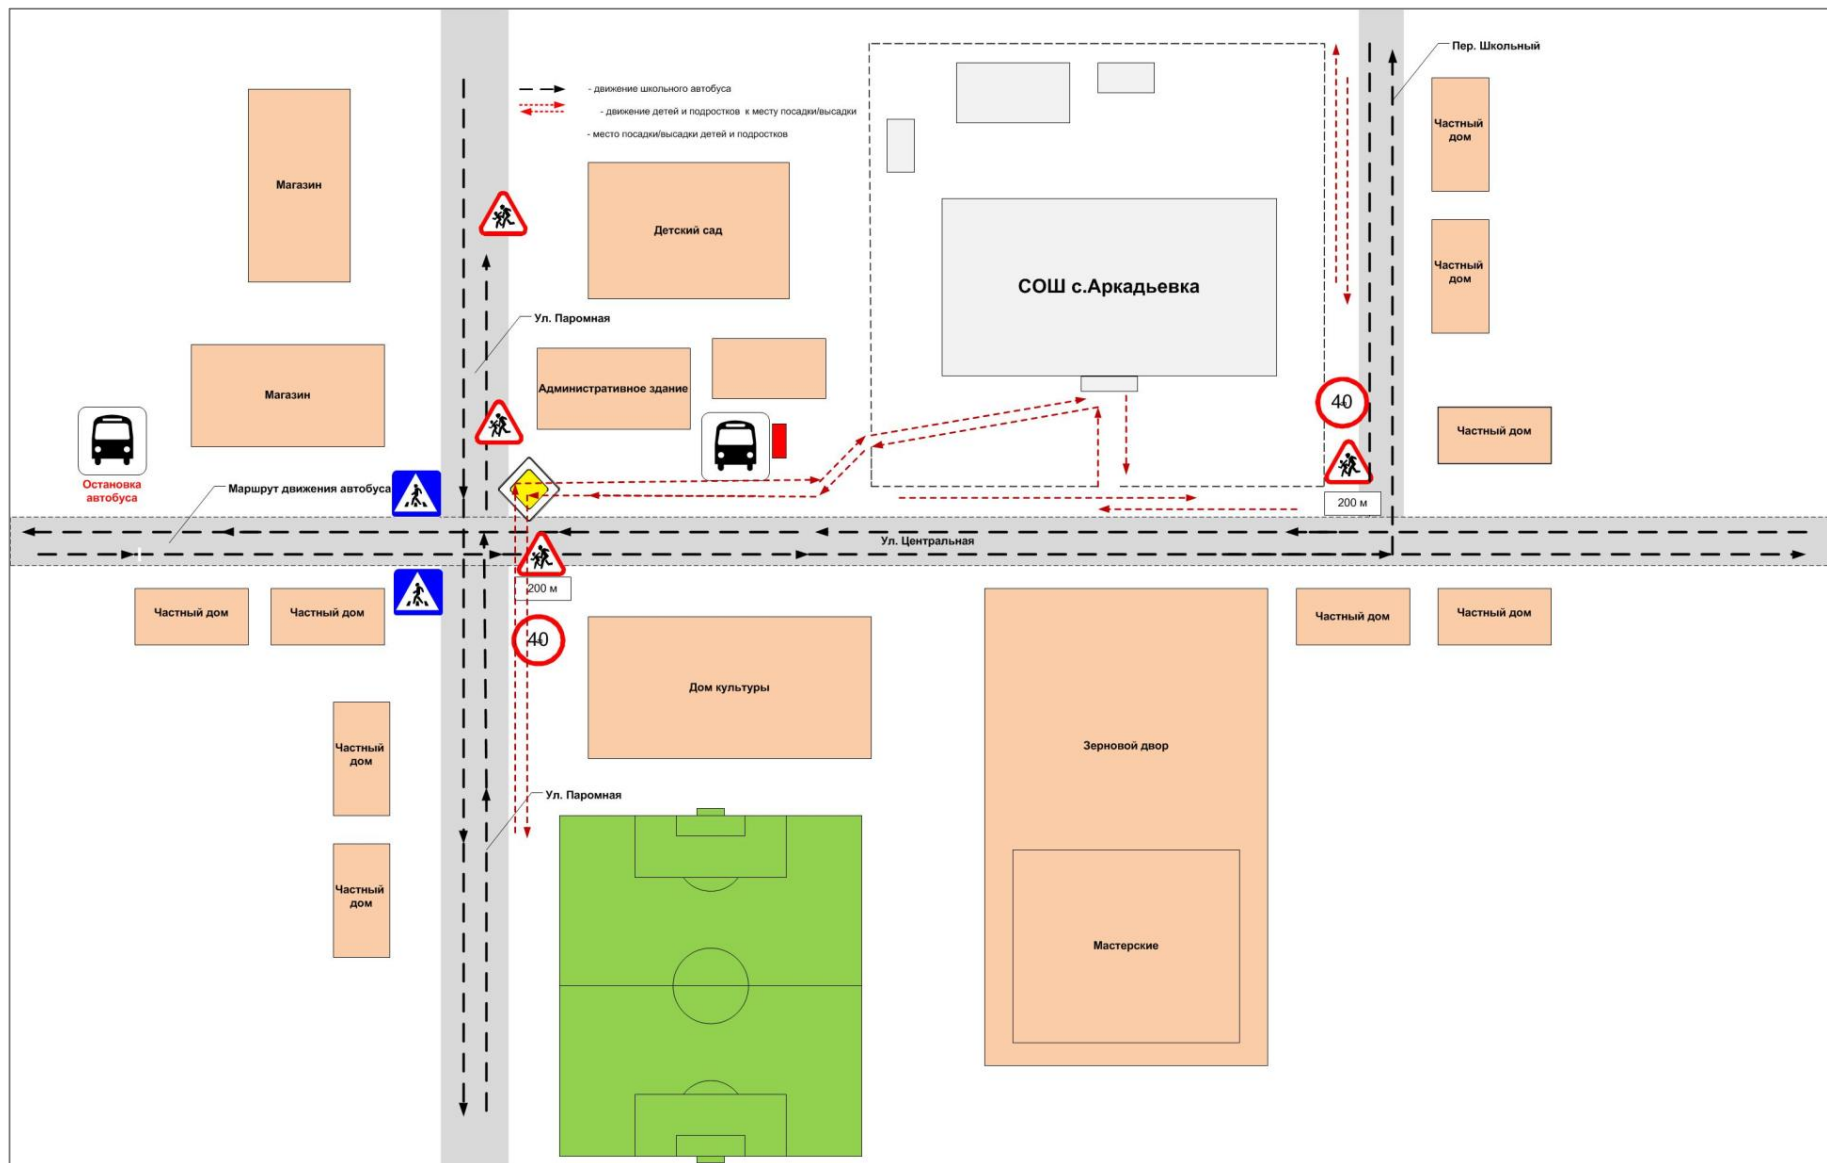 Пер. Школьный
- движение школьного автобуса
- движение детей и подростков к месту посадки/высадки
- место посадки/высадки детей и подростков
Магазин
Детский сад
Частный
дом
Частный
дом
СОШ с.Аркадьевка
Ул. Паромная
Магазин
Административное здание
40
Частный дом
Остановка
автобуса
Маршрут движения автобуса
200 м
Ул. Центральная
200 м
Частный дом
Частный дом
40
Частный дом
Частный дом
Дом культуры
Частный
дом
Зерновой двор
Ул. Паромная
Частный
дом
Мастерские